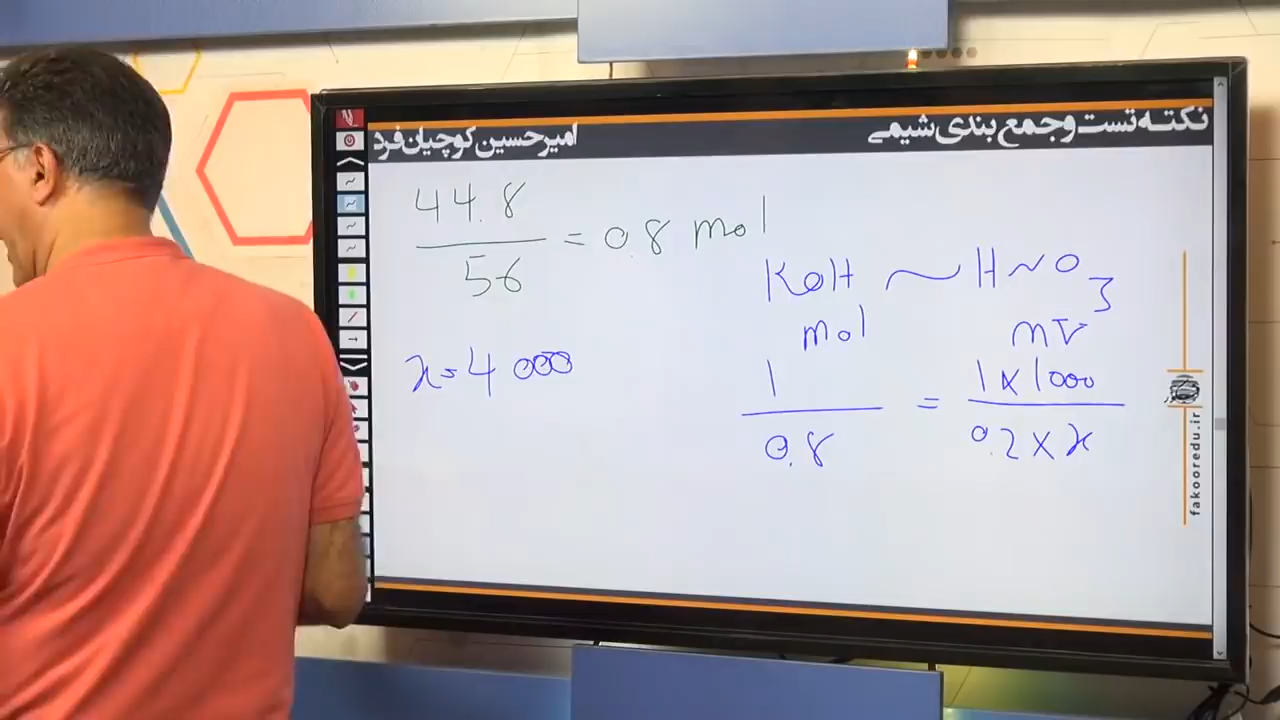 نکته تست و جمع بندی شیمی
امیرحسین کوچیان فرد
44.8
56
= 0.8 mol
KOH ~ HNO3
mol
mV
1
0.8
=
1 x 1000
0.2 x x
x = 4000
fakooredu.ir